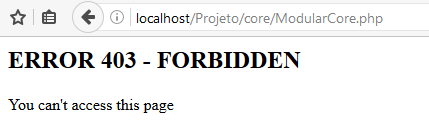 localhost/Projeto/core/ModularCore.php
ERROR 403 - FORBIDDEN
You can't access this page